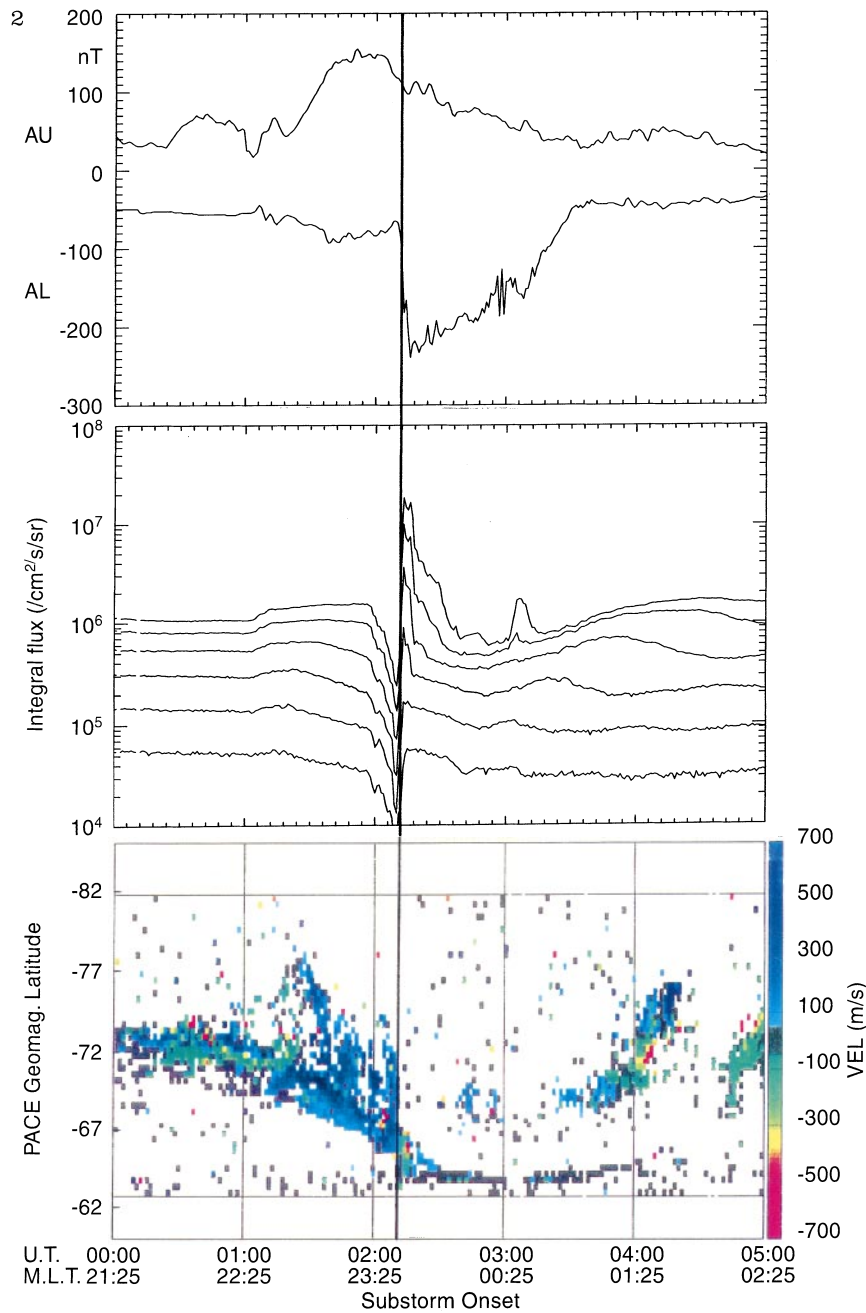 2
200
nT
100
AU
0
-100
AL
-200
-300
10^8
10^7
10^6
10^5
10^4
Integral flux (/cm^2/s/sr)
-82
-77
-72
-67
-62
PACE Geomag. Latitude
700
500
300
100
-100
-300
-500
-700
VEL (m/s)
U.T. 00:00 01:00 02:00 03:00 04:00 05:00
M.L.T. 21:25 22:25 23:25 00:25 01:25 02:25
Substorm Onset